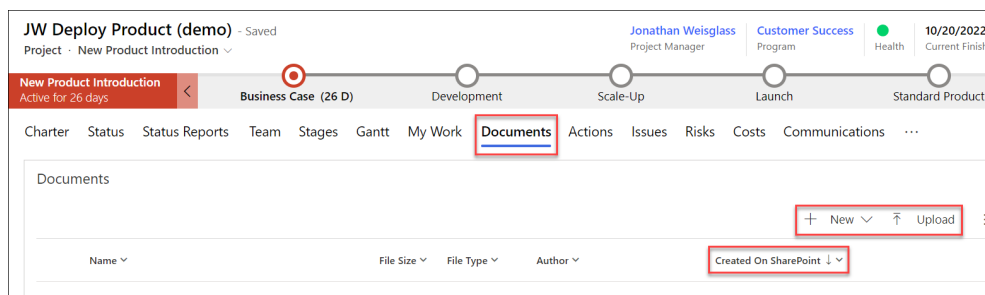 JW Deploy Product (demo) - Saved
Project · New Product Introduction
Jonathan Weisglass
Project Manager
Customer Success
Program
Health
10/20/2022
Current Finish
New Product Introduction
Active for 26 days
Business Case (26 D)
Development
Scale-Up
Launch
Standard Product
Charter Status Status Reports Team Stages Gantt My Work Documents Actions Issues Risks Costs Communications ...
Documents
+ New Upload
Name File Size File Type Author Created On SharePoint ↓